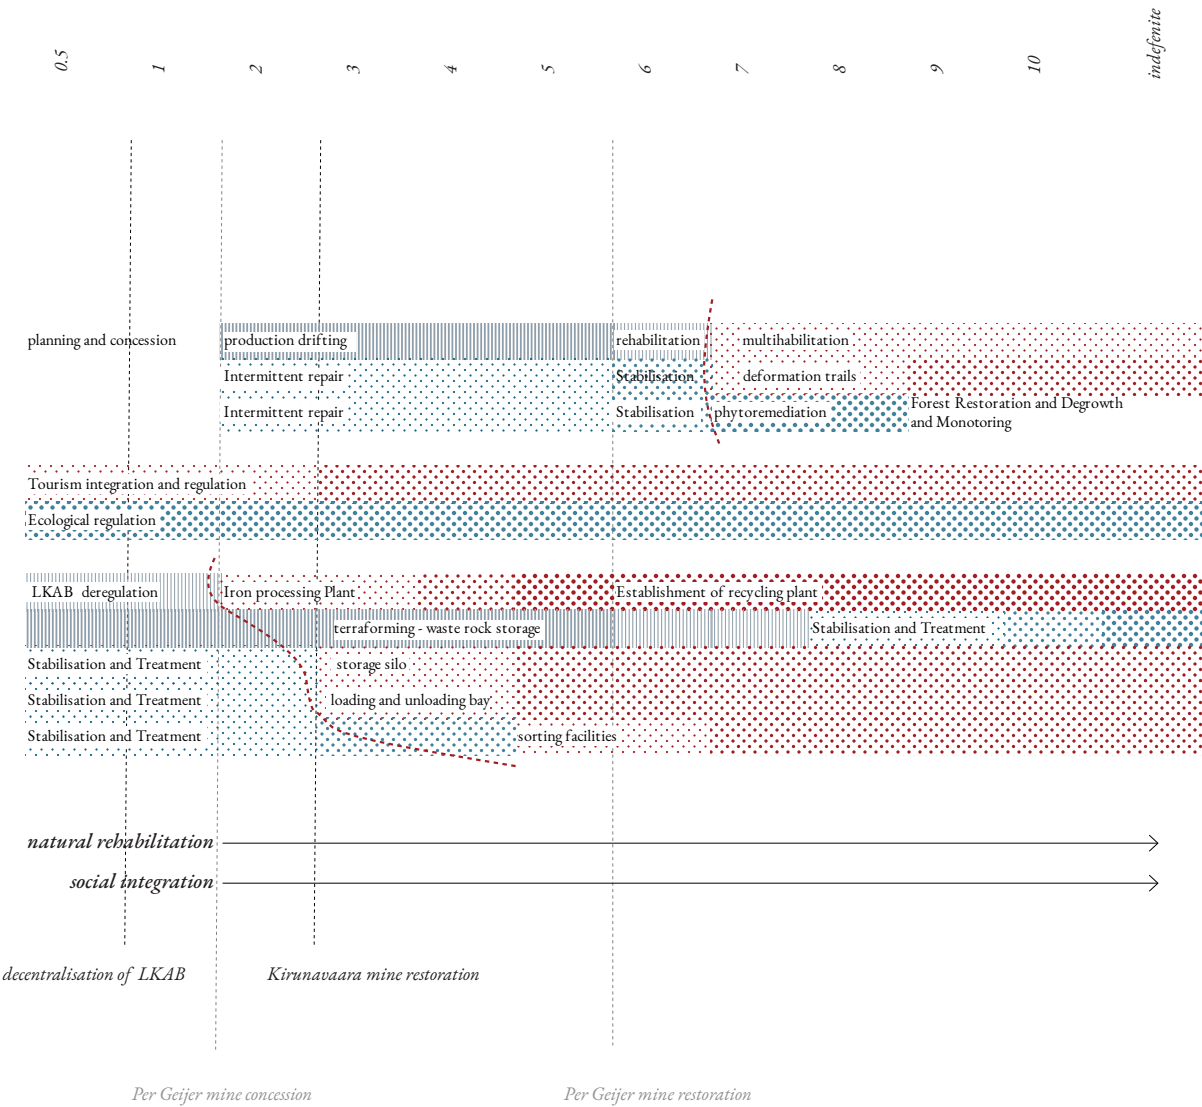 0.5
1
2
3
4
5
6
7
8
9
10
indefenite
planning and concession
production drifting
rehabilitation
multihabilitation
Intermittent repair
Stabilisation
deformation trails
Intermittent repair
Stabilisation
phytoremediation
Forest Restoration and Degrowth
and Monotoring
Tourism integration and regulation
Ecological regulation
LKAB deregulation
Iron processing Plant
Establishment of recycling plant
terraforming - waste rock storage
Stabilisation and Treatment
Stabilisation and Treatment
storage silo
Stabilisation and Treatment
loading and unloading bay
Stabilisation and Treatment
sorting facilities
natural rehabilitation
social integration
decentralisation of LKAB
Kirunavaara mine restoration
Per Geijer mine concession
Per Geijer mine restoration